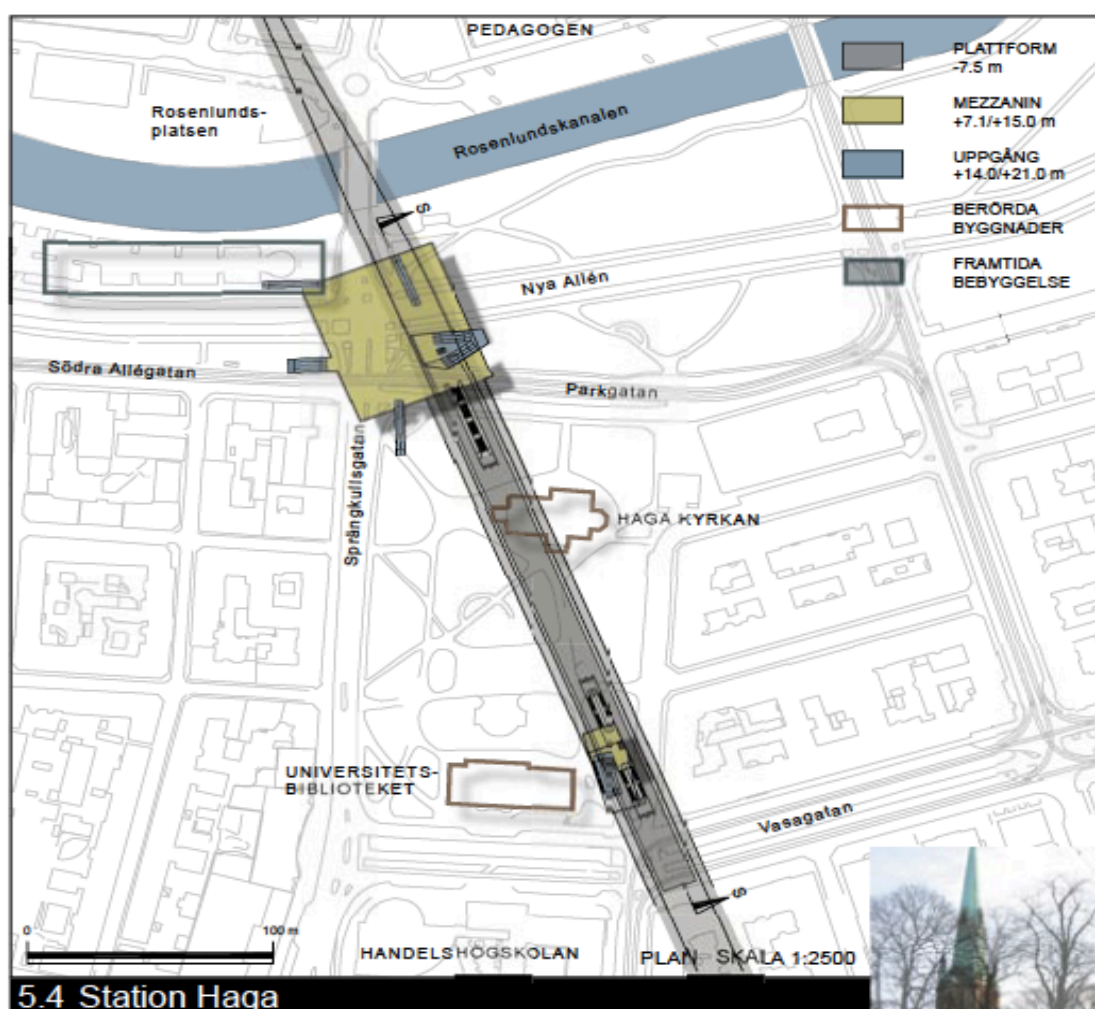 PEDAGOGEN
PLATTFORM
-7.5 m
MEZZANIN
+7.1/+15.0 m
UPPGÅNG
+14.0/+21.0 m
BERÖRDA
BYGGNADER
FRAMTIDA
BEBYGGELSE
Rosenlunds-
platsen
Rosenlundskanalen
S
Nya Allén
Södra Allégatan
Parkgatan
Sprängkullsgatan
HAGA KYRKAN
UNIVERSITETS-
BIBLIOTEKET
Vasagatan
S
0 100 m
HANDELSHÖGSKOLAN
PLAN SKALA 1:2500
5.4 Station Haga